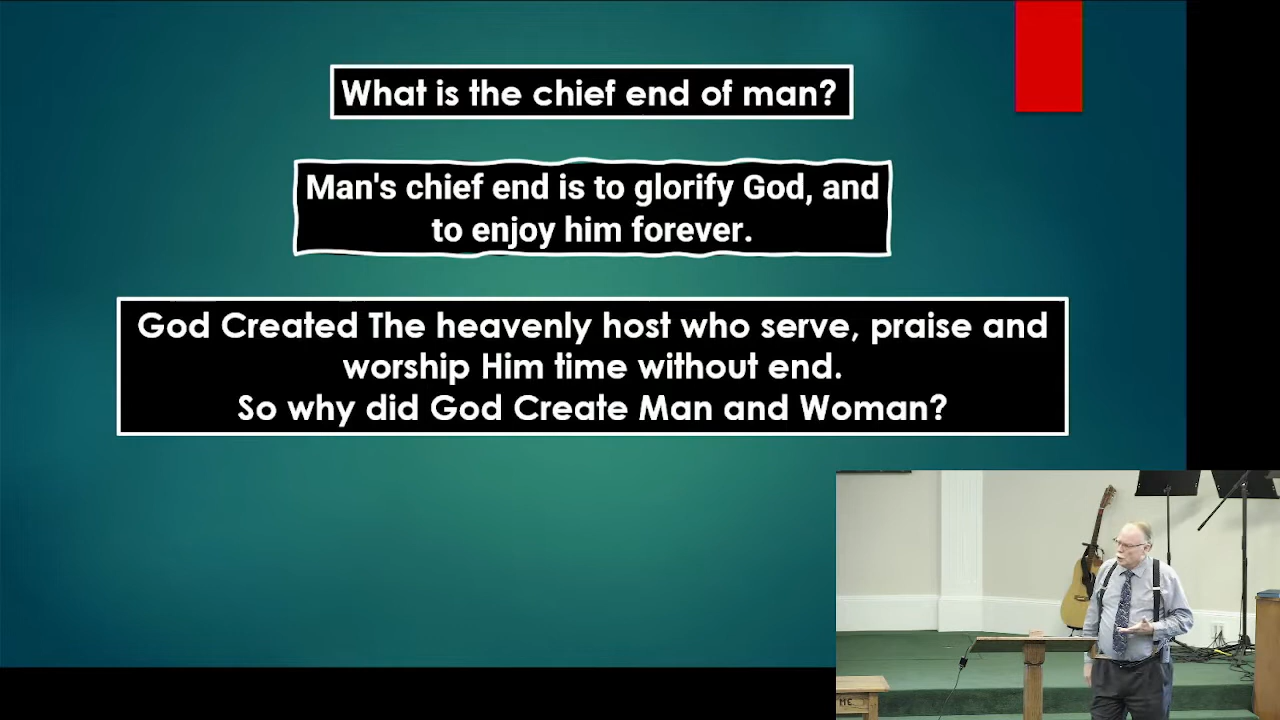 What is the chief end of man?
Man's chief end is to glorify God, and
to enjoy him forever.
God Created The heavenly host who serve, praise and
worship Him time without end.
So why did God Create Man and Woman?
ME